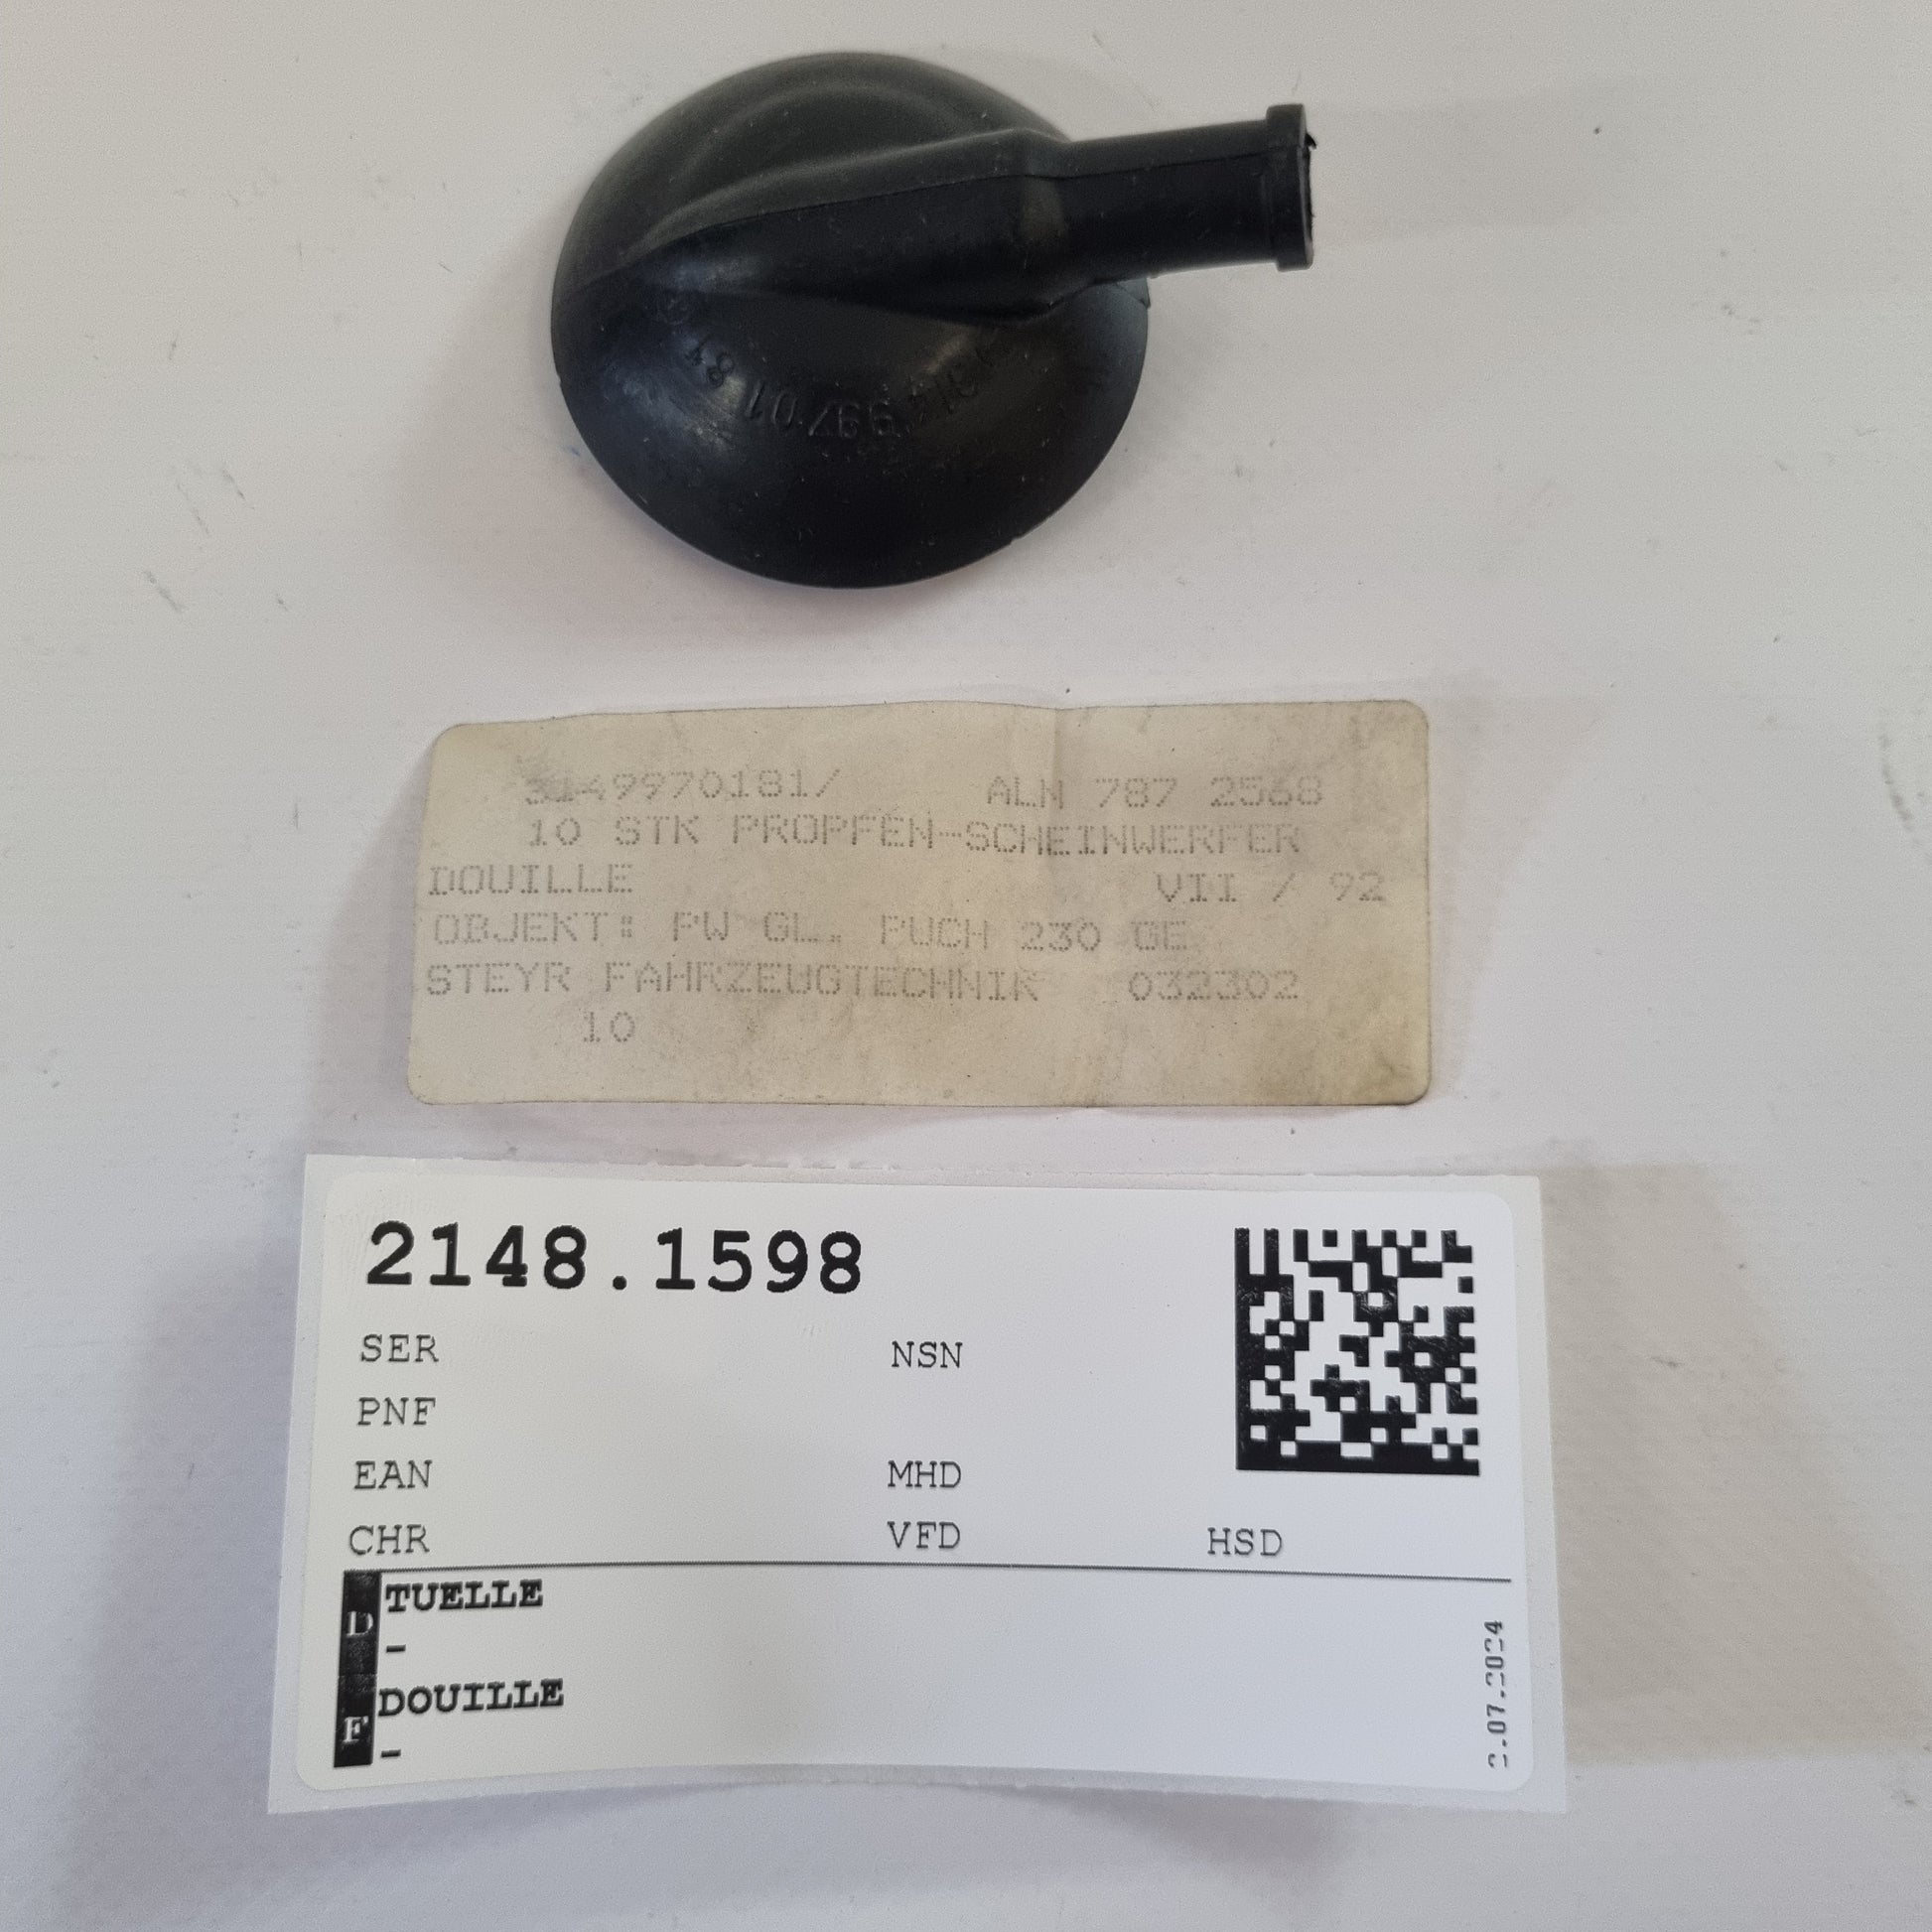 3149970181/ ALN 787 2568
10 STK PROPFEN-SCHEINWERFER
DOUILLE VII / 92
OBJEKT: PW GL. PUCH 230 GE
STEYR FAHRZEUGTECHNIK 032302
10
2148.1598
SER NSN
PNF
EAN MHD
CHR VFD HSD
D TUELLE
-
F DOUILLE
-